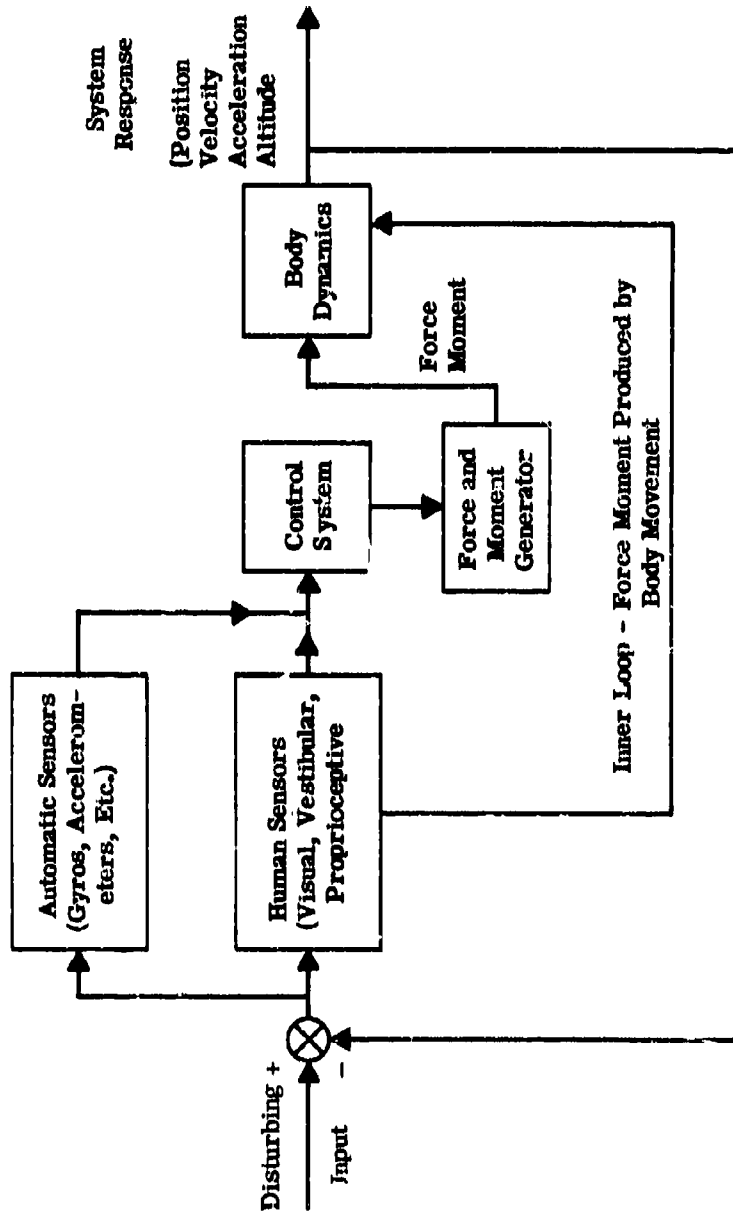 Disturbing +
Input –
Automatic Sensors
(Gyros, Accelerom-
eters, Etc.)
Human Sensors
(Visual, Vestibular,
Proprioceptive
Control
System
Force and
Moment
Generator
Force
Moment
Body
Dynamics
System
Response
(Position
Velocity
Acceleration
Altitude
Inner Loop - Force Moment Produced by
Body Movement